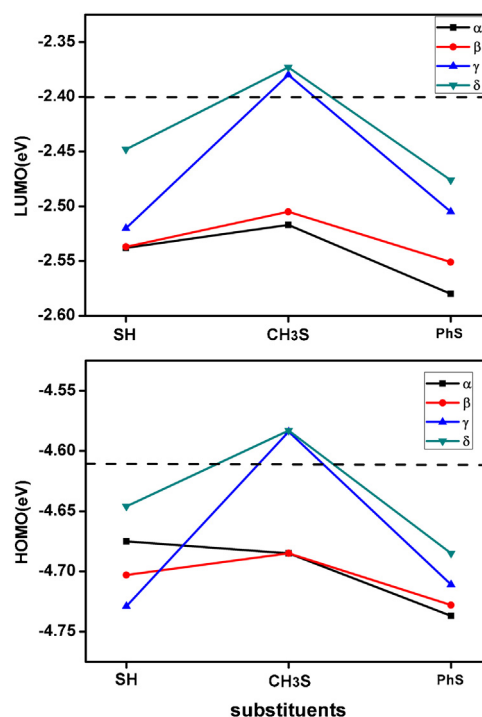 α
β
γ
δ
-2.35
-2.40
-2.45
-2.50
-2.55
-2.60
LUMO(eV)
SH
CH3S
PhS
α
β
γ
δ
-4.55
-4.60
-4.65
-4.70
-4.75
HOMO(eV)
SH
CH3S
PhS
substituents